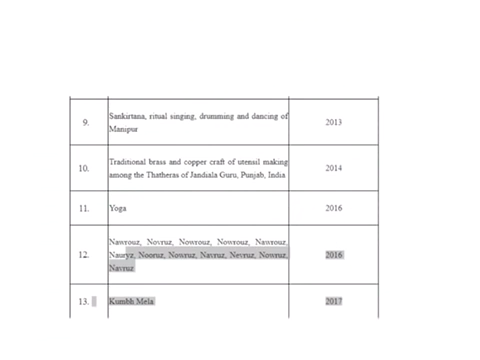 9. Sankirtana, ritual singing, drumming and dancing of 2013
Manipur
10. Traditional brass and copper craft of utensil making 2014
among the Thatheras of Jandiala Guru, Punjab, India
11. Yoga 2016
Nawrouz, Novruz, Nowrouz, Nowrouz, Nawrouz,
12. Nauryz, Nooruz, Nowruz, Navruz, Nevruz, Nowruz, 2016
Navruz
13. Kumbh Mela 2017